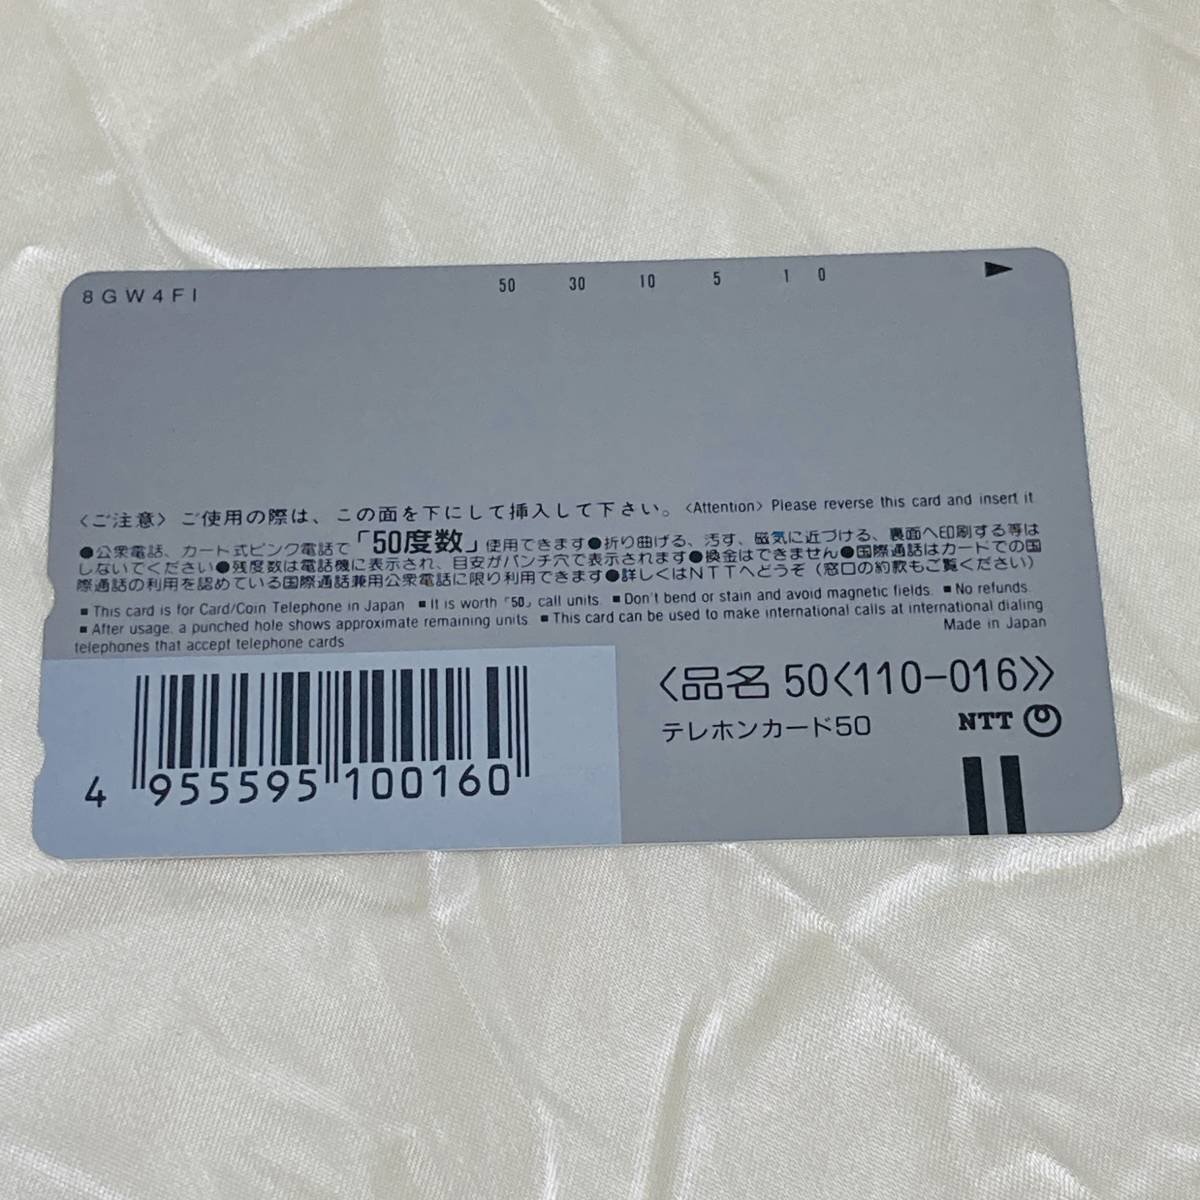 8GW4FI
50 30 10 5 1 0
〈ご注意〉ご使用の際は、この面を下にして挿入して下さい。〈Attention〉Please reverse this card and insert it
●公衆電話、カード式ピンク電話で「50度数」使用できます●折り曲げる、汚す、磁気に近づける、裏面へ印刷する等は
しないでください●残度数は電話機に表示され、目安がパンチ穴で表示されます●換金はできません●国際通話はカードでの国
際通話の利用を認めている国際通話兼用公衆電話に限り利用できます●詳しくはNTTへどうぞ(窓口の約款もご覧ください)
■This card is for Card/Coin Telephone in Japan ■It is worth「50」call units. ■Don't bend or stain and avoid magnetic fields. ■No refunds.
■After usage, a punched hole shows approximate remaining units. ■This card can be used to make international calls at international dialing
telephones that accept telephone cards Made in Japan
〈品名 50〈110-016〉〉
テレホンカード50 NTT
4 955595 100160